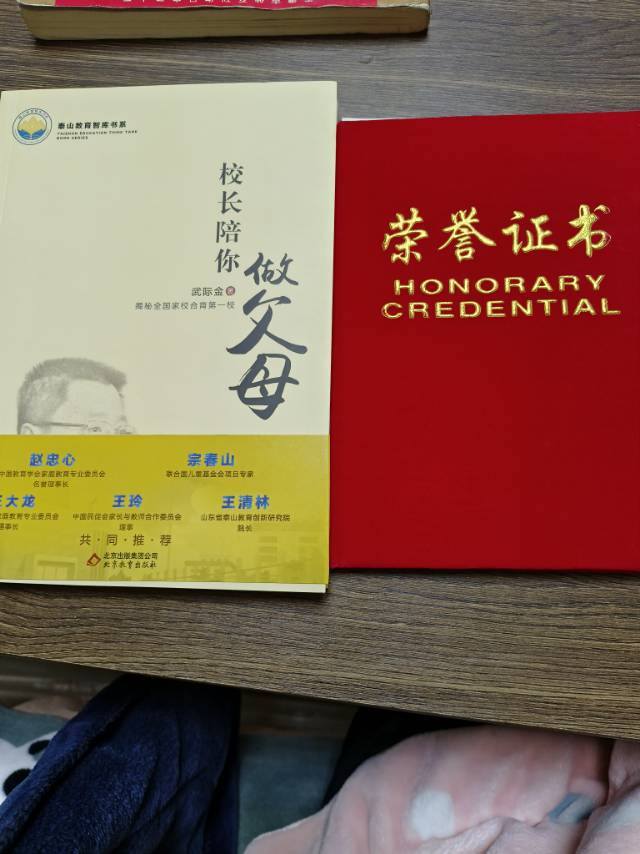 泰山教育智库书系
TAISHAN EDUCATION THINK TANK
BOOK SERIES
校长陪你
做父母
武际金 著
揭秘全国家校合育第一校
赵忠心
中国教育学会家庭教育专业委员会
名誉理事长
宗春山
联合国儿童基金会项目专家
王大龙
家庭教育专业委员会
理事长
王玲
中国民促会家长与教师合作委员会
理事
王清林
山东省泰山教育创新研究院
院长
共·同·推·荐
北京出版集团公司
北京教育出版社
荣誉证书
HONORARY
CREDENTIAL